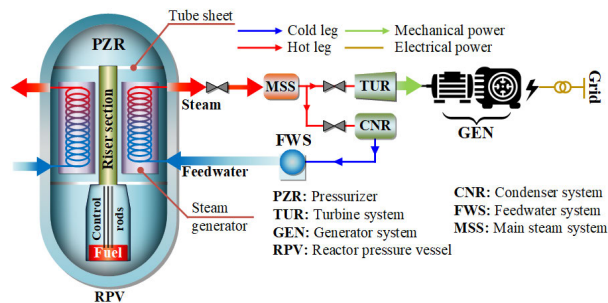 Tube sheet
PZR
Cold leg
Mechanical power
Hot leg
Electrical power
Riser section
Steam
MSS
TUR
CNR
FWS
GEN
Grid
Feedwater
Control
rods
Fuel
Steam
generator
RPV
PZR: Pressurizer
TUR: Turbine system
GEN: Generator system
RPV: Reactor pressure vessel
CNR: Condenser system
FWS: Feedwater system
MSS: Main steam system